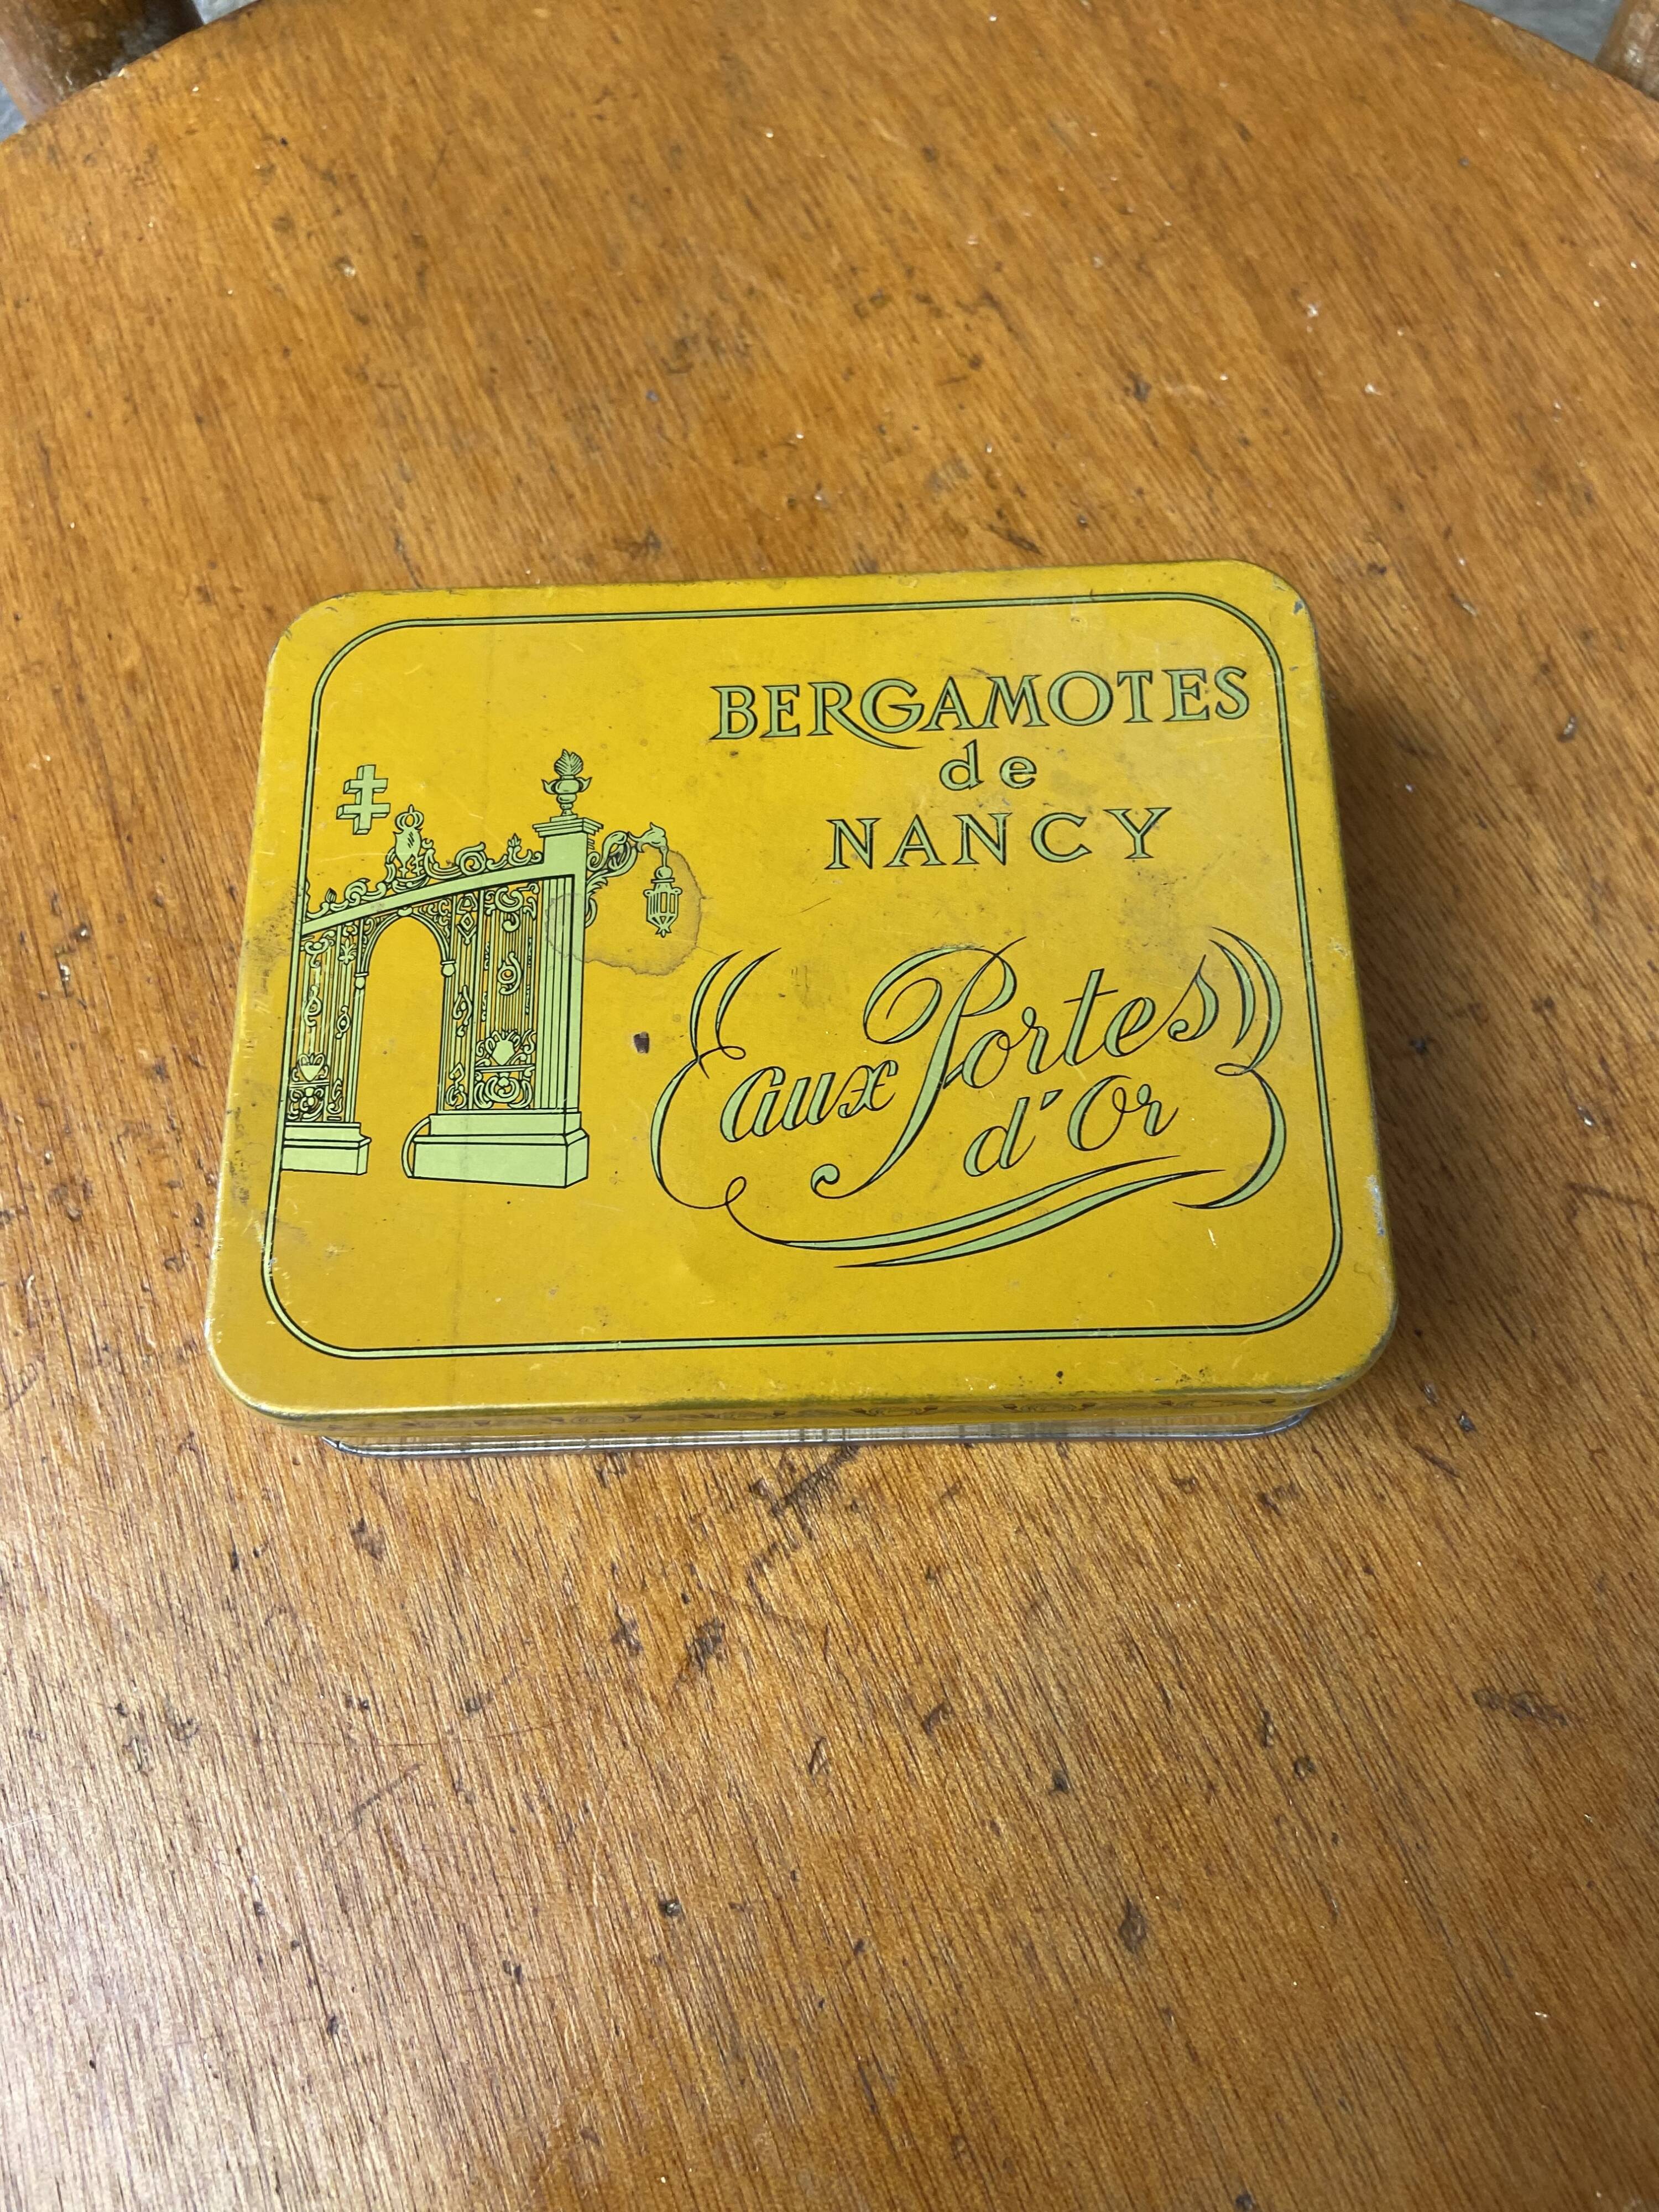 BERGAMOTES
de
NANCY
aux Portes
d'Or